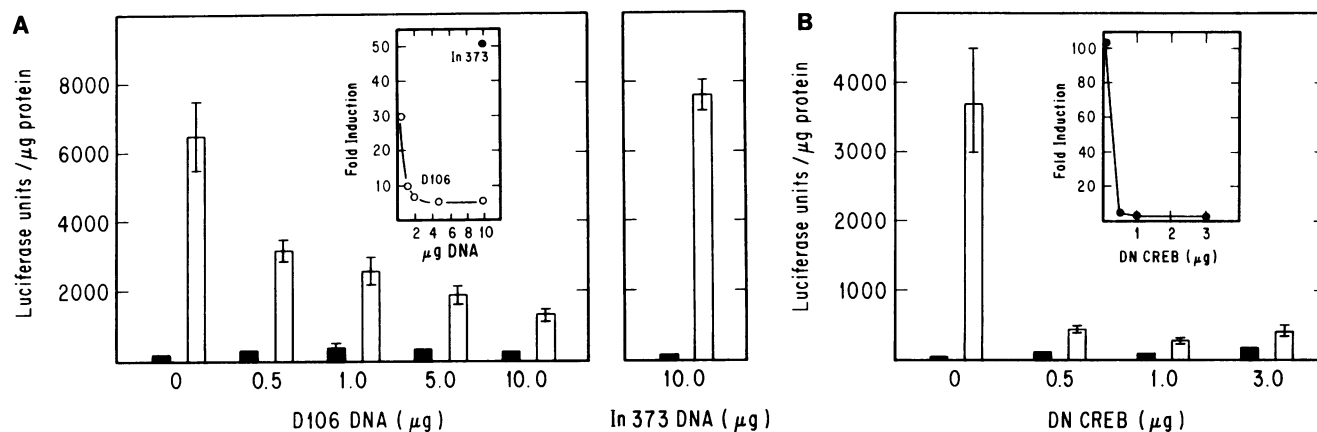 A
Luciferase units / μg protein
8000
6000
4000
2000
0
0.5
1.0
5.0
10.0
D106 DNA ( μg )
Fold Induction
50
40
30
20
10
In 373
D106
2 4 6 8 10
μg DNA
10.0
In 373 DNA ( μg )
B
Luciferase units / μg protein
4000
3000
2000
1000
0
0.5
1.0
3.0
DN CREB ( μg )
Fold Induction
100
80
60
40
20
1 2 3
DN CREB ( μg )